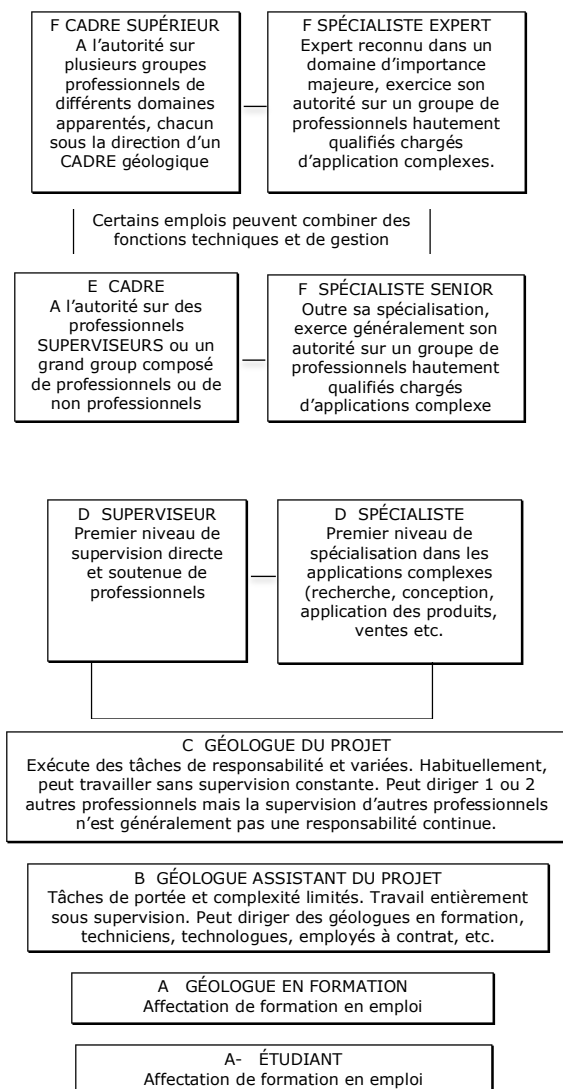 F CADRE SUPÉRIEUR
A l’autorité sur
plusieurs groupes
professionnels de
différents domaines
apparentés, chacun
sous la direction d’un
CADRE géologique
F SPÉCIALISTE EXPERT
Expert reconnu dans un
domaine d’importance
majeure, exercice son
autorité sur un groupe de
professionnels hautement
qualifiés chargés
d’application complexes.
Certains emplois peuvent combiner des
fonctions techniques et de gestion
E CADRE
A l’autorité sur des
professionnels
SUPERVISEURS ou un
grand group composé
de professionnels ou de
non professionnels
F SPÉCIALISTE SENIOR
Outre sa spécialisation,
exerce généralement son
autorité sur un groupe de
professionnels hautement
qualifiés chargés
d’applications complexe
D SUPERVISEUR
Premier niveau de
supervision directe
et soutenue de
professionnels
D SPÉCIALISTE
Premier niveau de
spécialisation dans les
applications complexes
(recherche, conception,
application des produits,
ventes etc.
C GÉOLOGUE DU PROJET
Exécute des tâches de responsabilité et variées. Habituellement,
peut travailler sans supervision constante. Peut diriger 1 ou 2
autres professionnels mais la supervision d’autres professionnels
n’est généralement pas une responsabilité continue.
B GÉOLOGUE ASSISTANT DU PROJET
Tâches de portée et complexité limités. Travail entièrement
sous supervision. Peut diriger des géologues en formation,
techniciens, technologues, employés à contrat, etc.
A GÉOLOGUE EN FORMATION
Affectation de formation en emploi
A- ÉTUDIANT
Affectation de formation en emploi